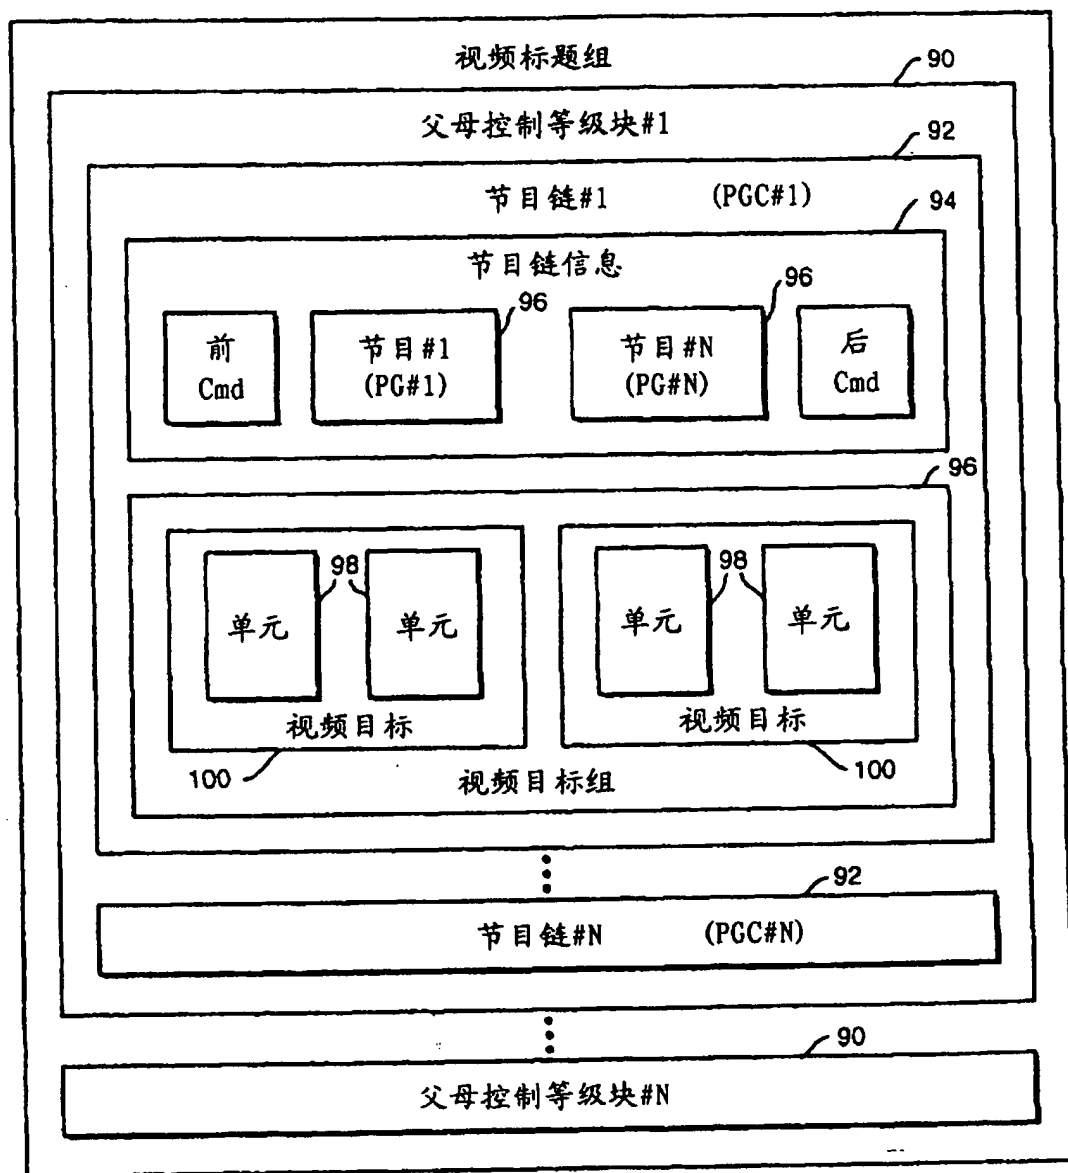 视频标题组
90
父母控制等级块#1
92
节目链#1 (PGC#1)
94
节目链信息
96
96
前
Cmd
节目#1
(PG#1)
节目#N
(PG#N)
后
Cmd
96
单元
98
单元
单元
98
单元
视频目标
视频目标
100
100
视频目标组
92
节目链#N (PGC#N)
90
父母控制等级块#N